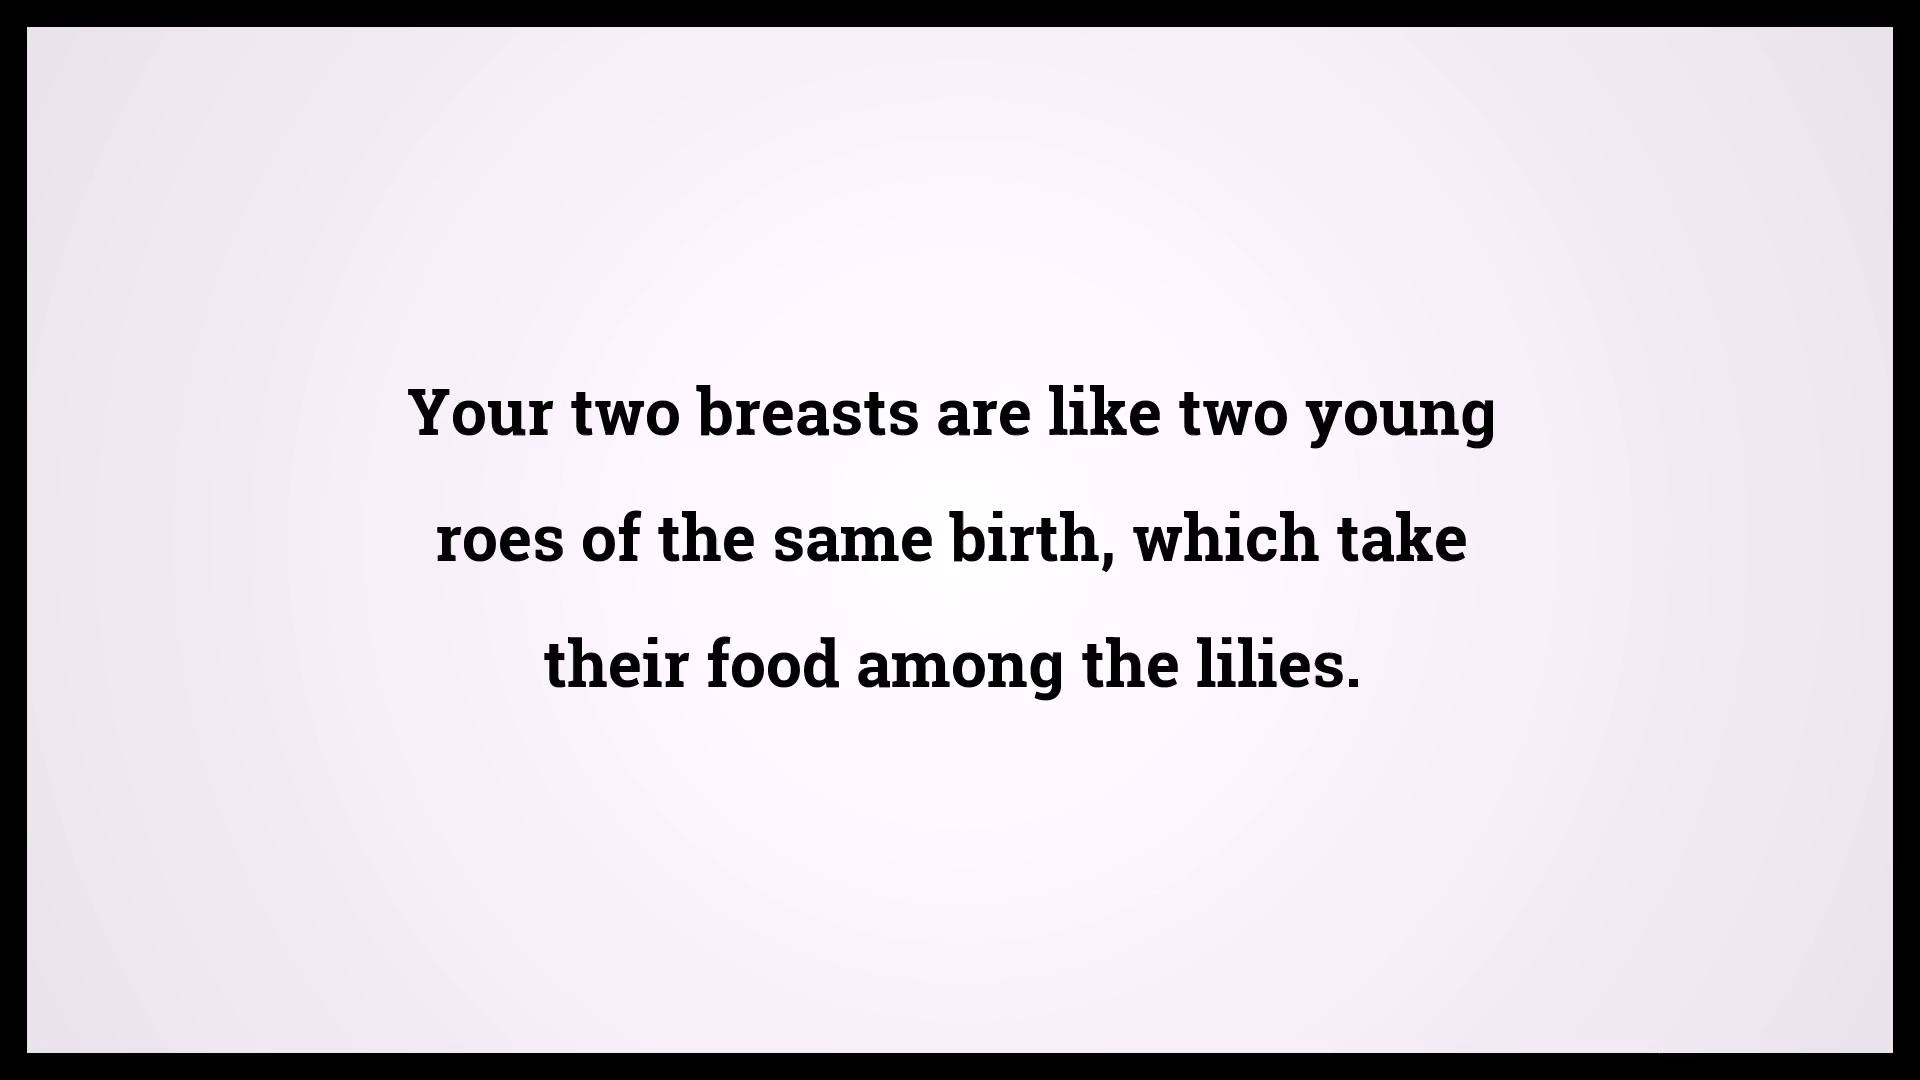 Your two breasts are like two young
roes of the same birth, which take
their food among the lilies.